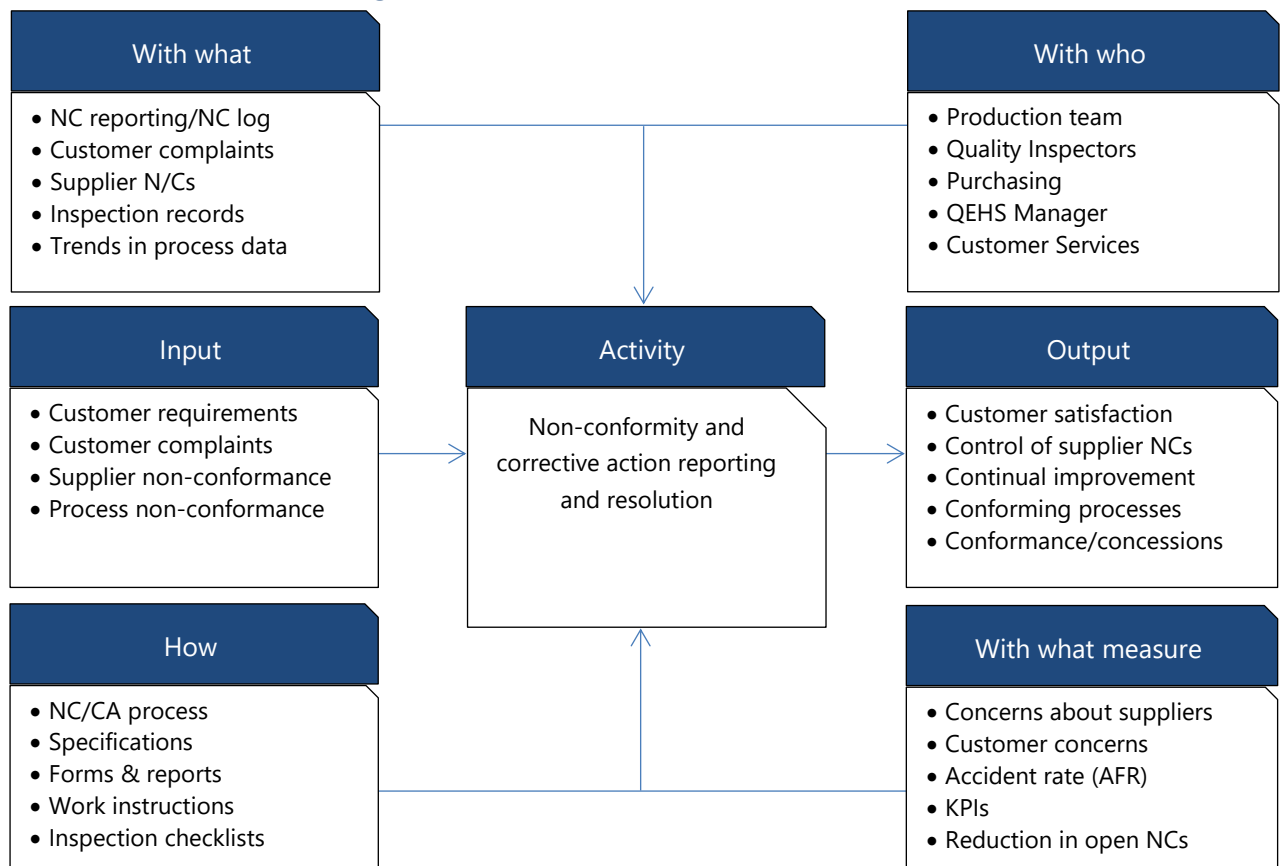 With what
• NC reporting/NC log
• Customer complaints
• Supplier N/Cs
• Inspection records
• Trends in process data
With who
• Production team
• Quality Inspectors
• Purchasing
• QEHS Manager
• Customer Services
Input
• Customer requirements
• Customer complaints
• Supplier non-conformance
• Process non-conformance
Activity
Non-conformity and
corrective action reporting
and resolution
Output
• Customer satisfaction
• Control of supplier NCs
• Continual improvement
• Conforming processes
• Conformance/concessions
How
• NC/CA process
• Specifications
• Forms & reports
• Work instructions
• Inspection checklists
With what measure
• Concerns about suppliers
• Customer concerns
• Accident rate (AFR)
• KPIs
• Reduction in open NCs